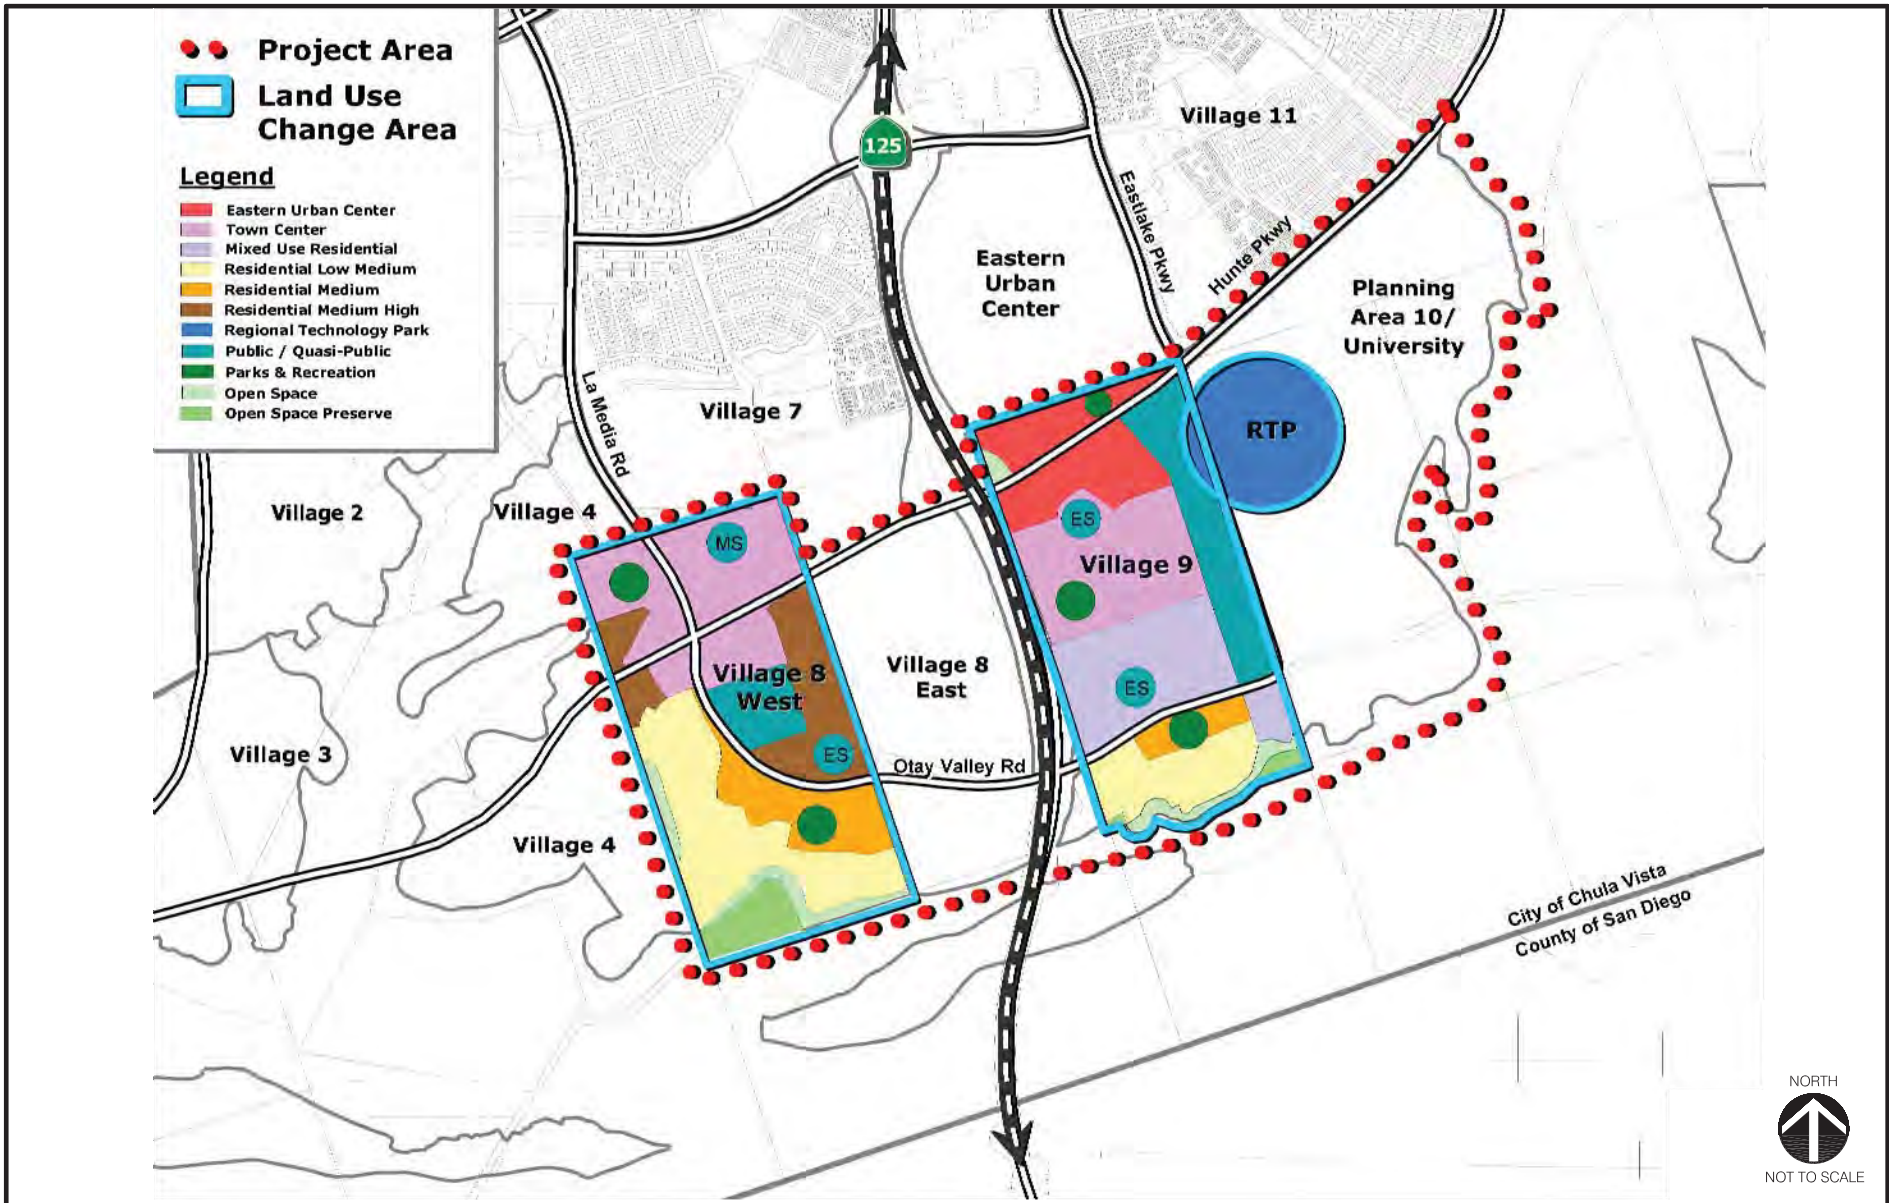 Project Area
Land Use
Change Area
Legend
Eastern Urban Center
Town Center
Mixed Use Residential
Residential Low Medium
Residential Medium
Residential Medium High
Regional Technology Park
Public / Quasi-Public
Parks & Recreation
Open Space
Open Space Preserve
125
Village 11
Eastlake Pkwy
Hunte Pkwy
Eastern
Urban
Center
Planning
Area 10/
University
La Media Rd
Village 7
RTP
Village 2
Village 4
MS
ES
Village 9
Village 8
West
Village 8
East
ES
ES
Village 3
Otay Valley Rd
Village 4
City of Chula Vista
County of San Diego
NORTH
NOT TO SCALE